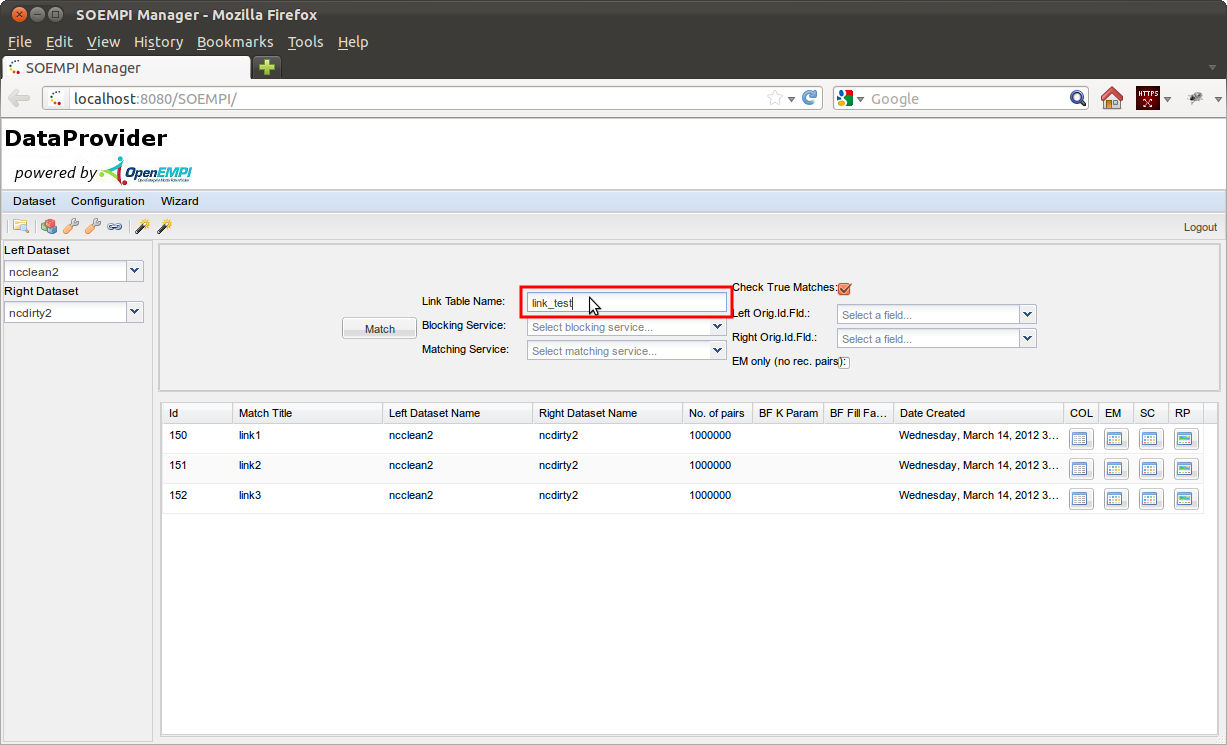 SOEMPI Manager - Mozilla Firefox
File Edit View History Bookmarks Tools Help
SOEMPI Manager
localhost:8080/SOEMPI/
Google
HTTPS
DataProvider
powered by OpenEMPI
Dataset Configuration Wizard
Logout
Left Dataset
ncclean2
Right Dataset
ncdirty2
Match
Link Table Name: link_test
Blocking Service: Select blocking service...
Matching Service: Select matching service...
Check True Matches:
Left Orig.Id.Fld.: Select a field...
Right Orig.Id.Fld.: Select a field...
EM only (no rec. pairs):
Id Match Title Left Dataset Name Right Dataset Name No. of pairs BF K Param BF Fill Fa... Date Created COL EM SC RP
150 link1 ncclean2 ncdirty2 1000000 Wednesday, March 14, 2012 3...
151 link2 ncclean2 ncdirty2 1000000 Wednesday, March 14, 2012 3...
152 link3 ncclean2 ncdirty2 1000000 Wednesday, March 14, 2012 3...